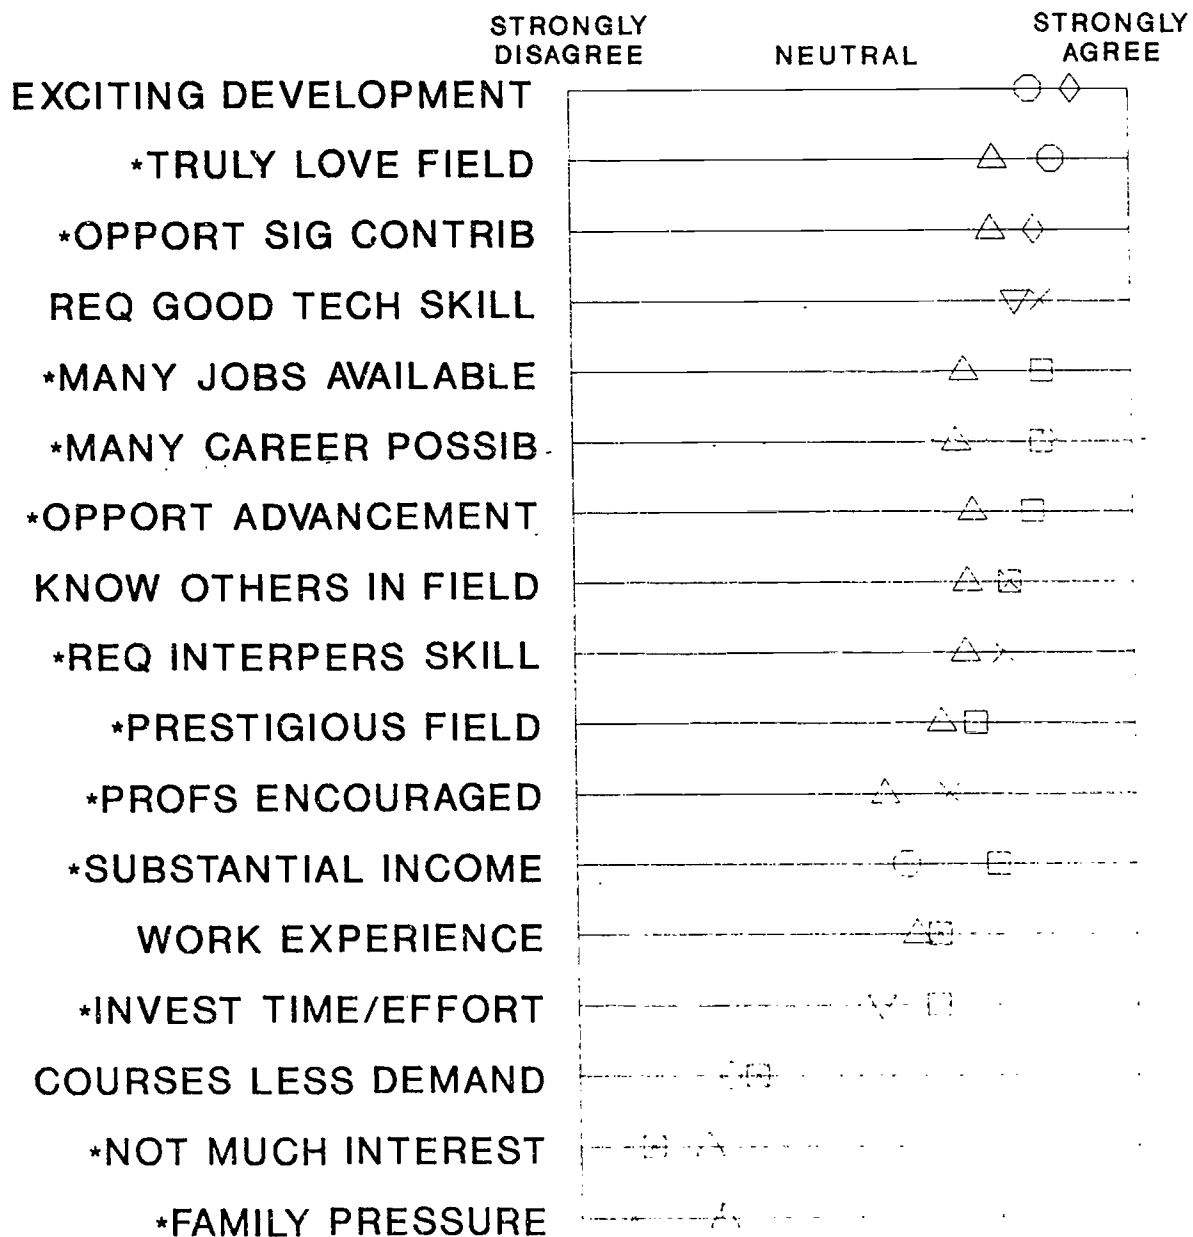 STRONGLY DISAGREE
NEUTRAL
STRONGLY AGREE
EXCITING DEVELOPMENT
*TRULY LOVE FIELD
*OPPORT SIG CONTRIB
REQ GOOD TECH SKILL
*MANY JOBS AVAILABLE
*MANY CAREER POSSIB
*OPPORT ADVANCEMENT
KNOW OTHERS IN FIELD
*REQ INTERPERS SKILL
*PRESTIGIOUS FIELD
*PROFS ENCOURAGED
*SUBSTANTIAL INCOME
WORK EXPERIENCE
*INVEST TIME/EFFORT
COURSES LESS DEMAND
*NOT MUCH INTEREST
*FAMILY PRESSURE